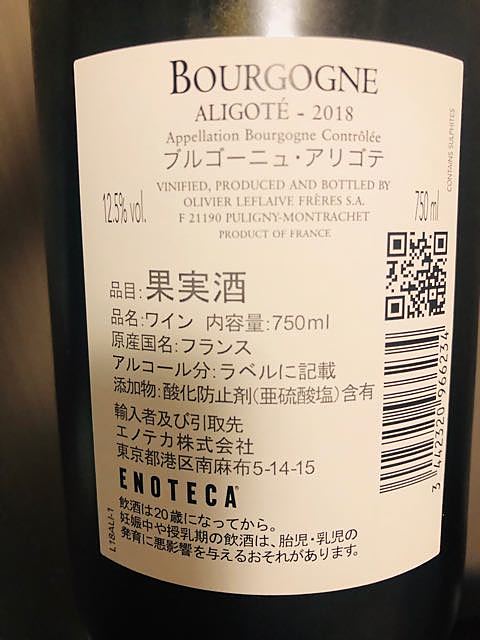 BOURGOGNE
ALIGOTÉ - 2018
Appellation Bourgogne Contrôlée
ブルゴーニュ・アリゴテ
VINIFIED, PRODUCED AND BOTTLED BY
OLIVIER LEFLAIVE FRÈRES S.A.
12.5% vol.
F 21190 PULIGNY-MONTRACHET
750 ml
PRODUCT OF FRANCE
CONTAINS SULPHITES
品目:果実酒
品名:ワイン 内容量:750ml
原産国名:フランス
アルコール分:ラベルに記載
添加物:酸化防止剤(亜硫酸塩)含有
輸入者及び引取先
エノテカ株式会社
東京都港区南麻布5-14-15
ENOTECA
飲酒は20歳になってから。
妊娠中や授乳期の飲酒は、胎児・乳児の
発育に悪影響を与えるおそれがあります。
L18ALI-1
3 442320 966234